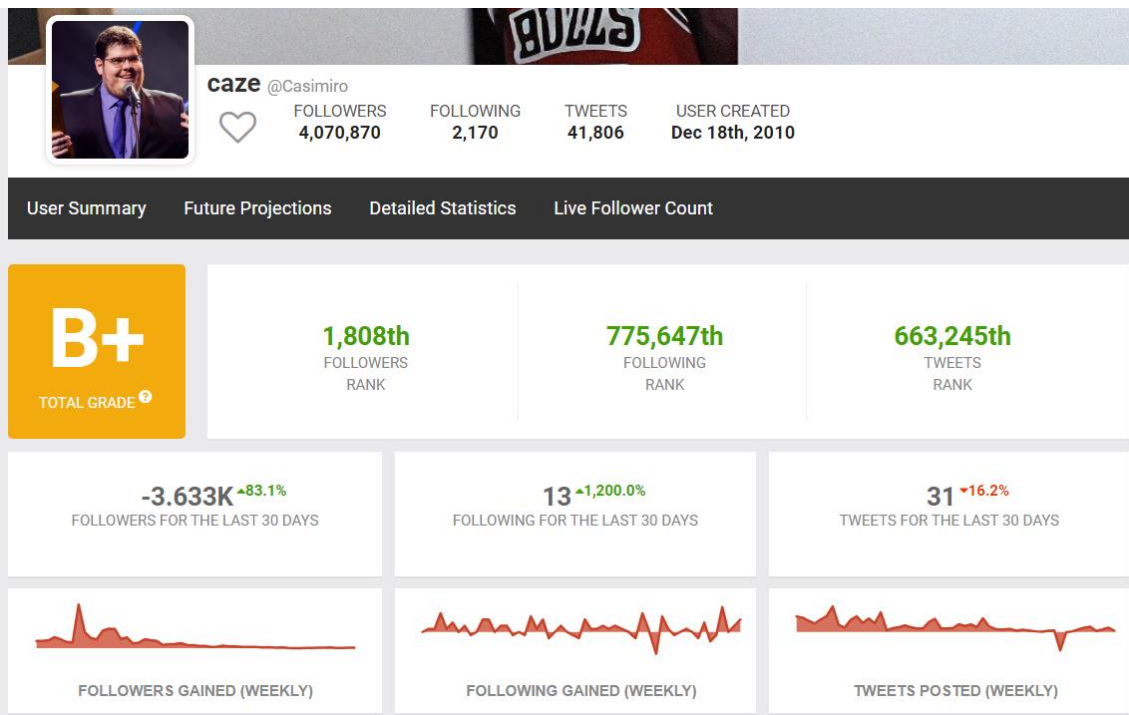 BULLS
caze @Casimiro
FOLLOWERS FOLLOWING TWEETS USER CREATED
4,070,870 2,170 41,806 Dec 18th, 2010
User Summary Future Projections Detailed Statistics Live Follower Count
B+
TOTAL GRADE ?
1,808th
FOLLOWERS
RANK
775,647th
FOLLOWING
RANK
663,245th
TWEETS
RANK
-3.633K 83.1%
FOLLOWERS FOR THE LAST 30 DAYS
13 1,200.0%
FOLLOWING FOR THE LAST 30 DAYS
31 16.2%
TWEETS FOR THE LAST 30 DAYS
FOLLOWERS GAINED (WEEKLY)
FOLLOWING GAINED (WEEKLY)
TWEETS POSTED (WEEKLY)